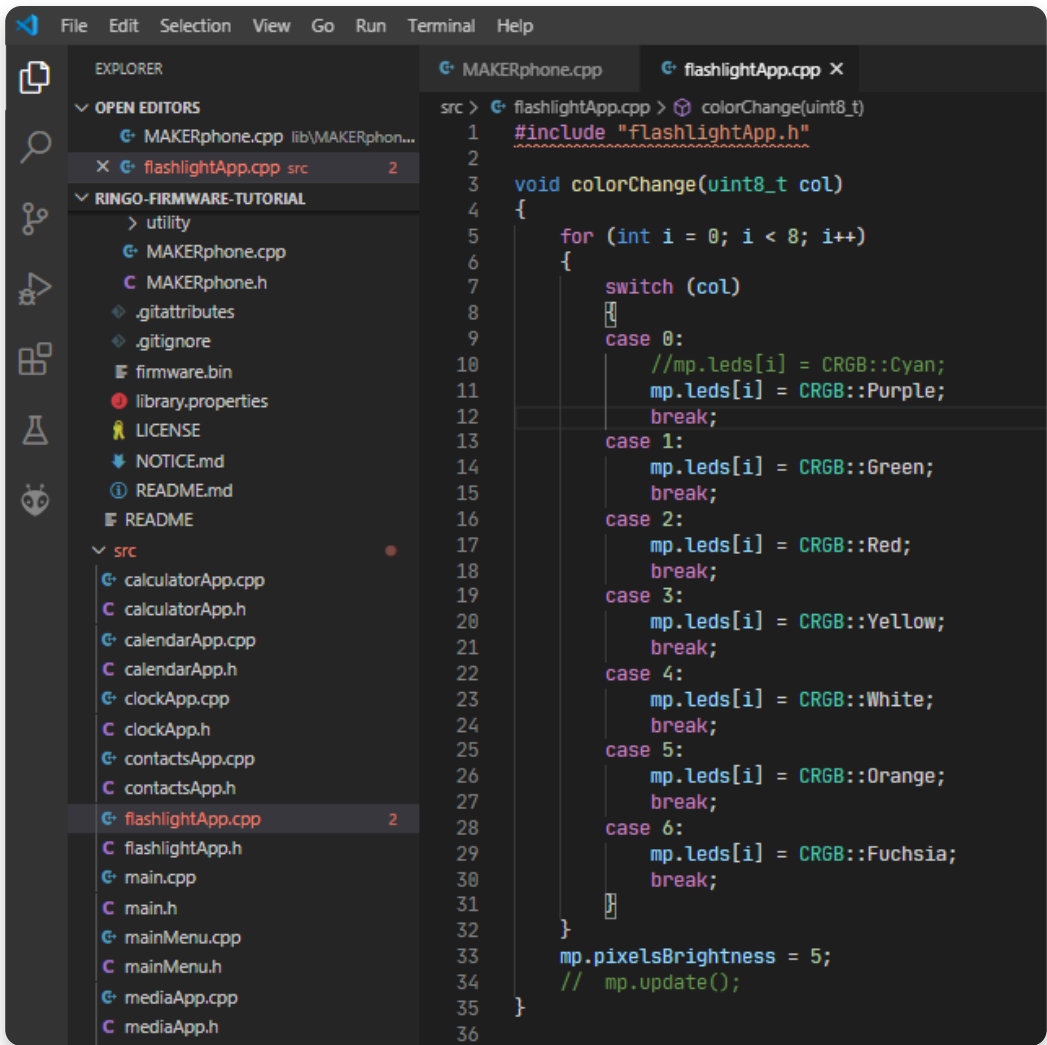 File Edit Selection View Go Run Terminal Help
EXPLORER
OPEN EDITORS
MAKERphone.cpp lib\MAKERphon...
flashlightApp.cpp src 2
RINGO-FIRMWARE-TUTORIAL
utility
MAKERphone.cpp
MAKERphone.h
.gitattributes
.gitignore
firmware.bin
library.properties
LICENSE
NOTICE.md
README.md
README
src
calculatorApp.cpp
calculatorApp.h
calendarApp.cpp
calendarApp.h
clockApp.cpp
clockApp.h
contactsApp.cpp
contactsApp.h
flashlightApp.cpp 2
flashlightApp.h
main.cpp
main.h
mainMenu.cpp
mainMenu.h
mediaApp.cpp
mediaApp.h
MAKERphone.cpp flashlightApp.cpp
src > flashlightApp.cpp > colorChange(uint8_t)
1 #include "flashlightApp.h"
2
3 void colorChange(uint8_t col)
4 {
5 for (int i = 0; i < 8; i++)
6 {
7 switch (col)
8 {
9 case 0:
10 //mp.leds[i] = CRGB::Cyan;
11 mp.leds[i] = CRGB::Purple;
12 break;
13 case 1:
14 mp.leds[i] = CRGB::Green;
15 break;
16 case 2:
17 mp.leds[i] = CRGB::Red;
18 break;
19 case 3:
20 mp.leds[i] = CRGB::Yellow;
21 break;
22 case 4:
23 mp.leds[i] = CRGB::White;
24 break;
25 case 5:
26 mp.leds[i] = CRGB::Orange;
27 break;
28 case 6:
29 mp.leds[i] = CRGB::Fuchsia;
30 break;
31 }
32 }
33 mp.pixelsBrightness = 5;
34 // mp.update();
35 }
36